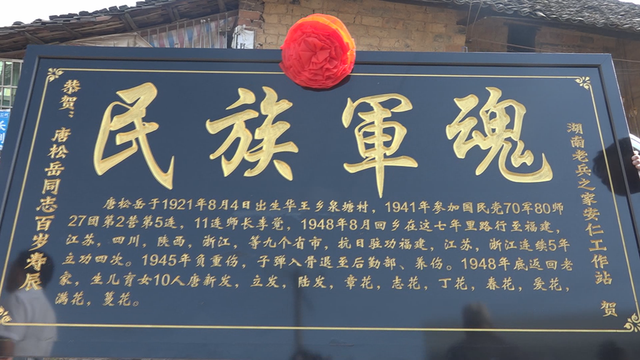 恭贺：唐松岳同志百岁寿辰
民族軍魂
唐松岳于1921年8月4日出生华王乡泉塘村，1941年参加国民党70军80师
27团第2营第5连，11连师长李觉，1948年8月回乡在这七年里路行至福建，
江苏，四川，陕西，浙江，等九个省市，抗日驻功福建，江苏，浙江连续5年
立功四次。1945年负重伤，子弹入骨退至后勤部、养伤。1948年底返回老
家，生儿育女10人唐新发，立发，陆发，章花，志花，丁花，春花，爱花，
满花，蔓花。
湖南老兵之家安仁工作站 贺